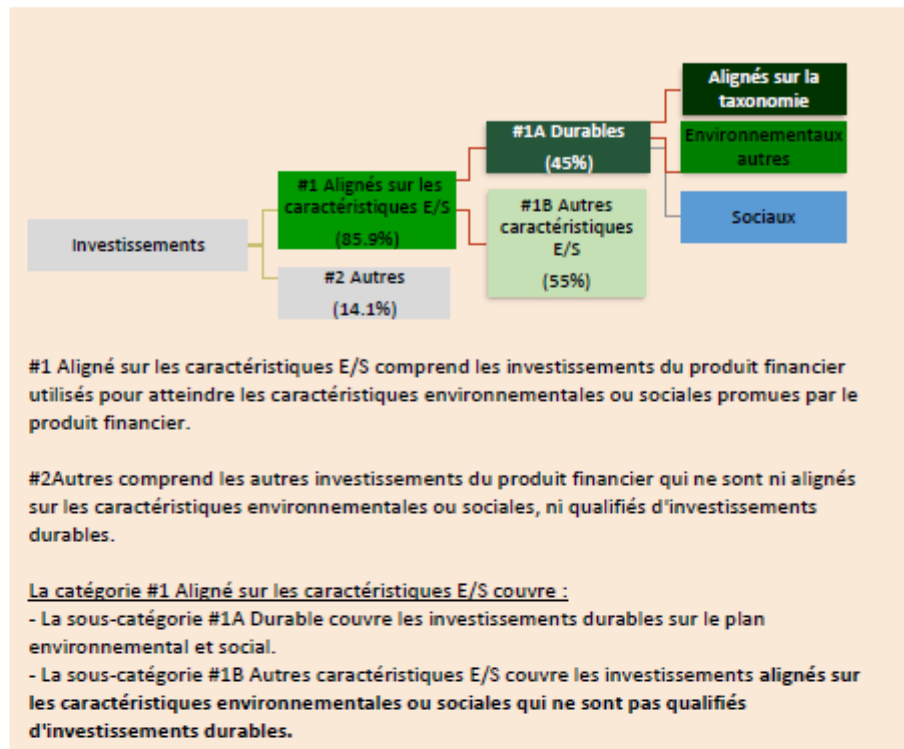 Investissements
#1 Alignés sur les
caractéristiques E/S
(85.9%)
#2 Autres
(14.1%)
#1A Durables
(45%)
#1B Autres
caractéristiques
E/S
(55%)
Alignés sur la
taxonomie
Environnementaux
autres
Sociaux
#1 Aligné sur les caractéristiques E/S comprend les investissements du produit financier
utilisés pour atteindre les caractéristiques environnementales ou sociales promues par le
produit financier.
#2Autres comprend les autres investissements du produit financier qui ne sont ni alignés
sur les caractéristiques environnementales ou sociales, ni qualifiés d'investissements
durables.
La catégorie #1 Aligné sur les caractéristiques E/S couvre :
- La sous-catégorie #1A Durable couvre les investissements durables sur le plan
environnemental et social.
- La sous-catégorie #1B Autres caractéristiques E/S couvre les investissements alignés sur
les caractéristiques environnementales ou sociales qui ne sont pas qualifiés
d'investissements durables.